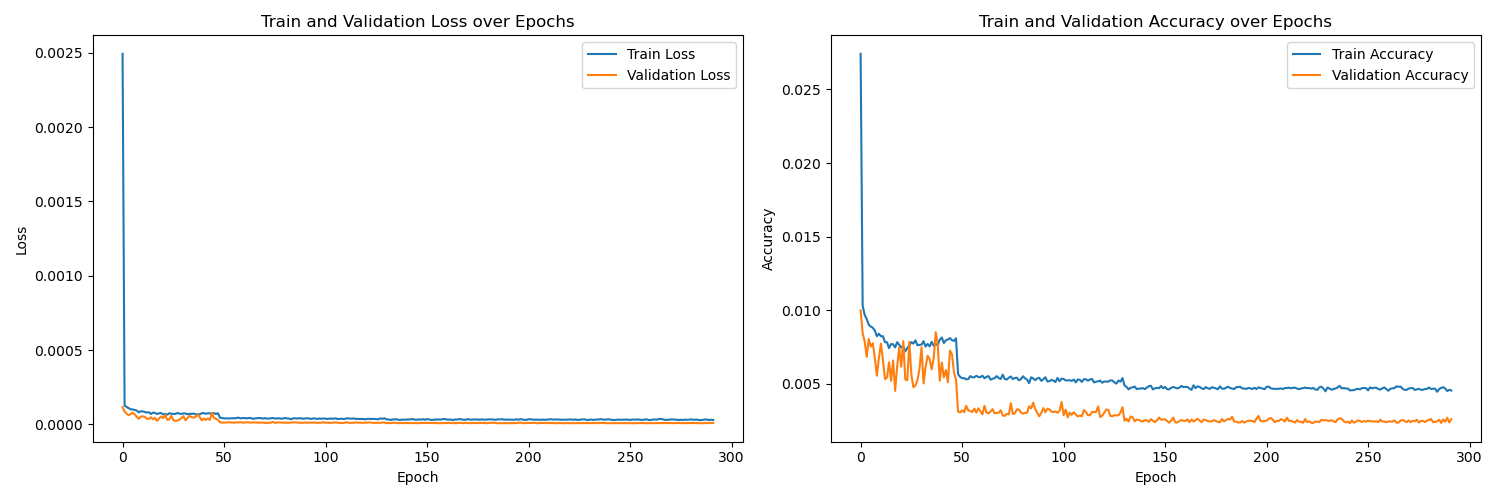 Train and Validation Loss over Epochs
Train Loss
Validation Loss
0.0025
0.0020
0.0015
0.0010
0.0005
0.0000
Loss
0 50 100 150 200 250 300
Epoch
Train and Validation Accuracy over Epochs
Train Accuracy
Validation Accuracy
0.025
0.020
0.015
0.010
0.005
Accuracy
0 50 100 150 200 250 300
Epoch